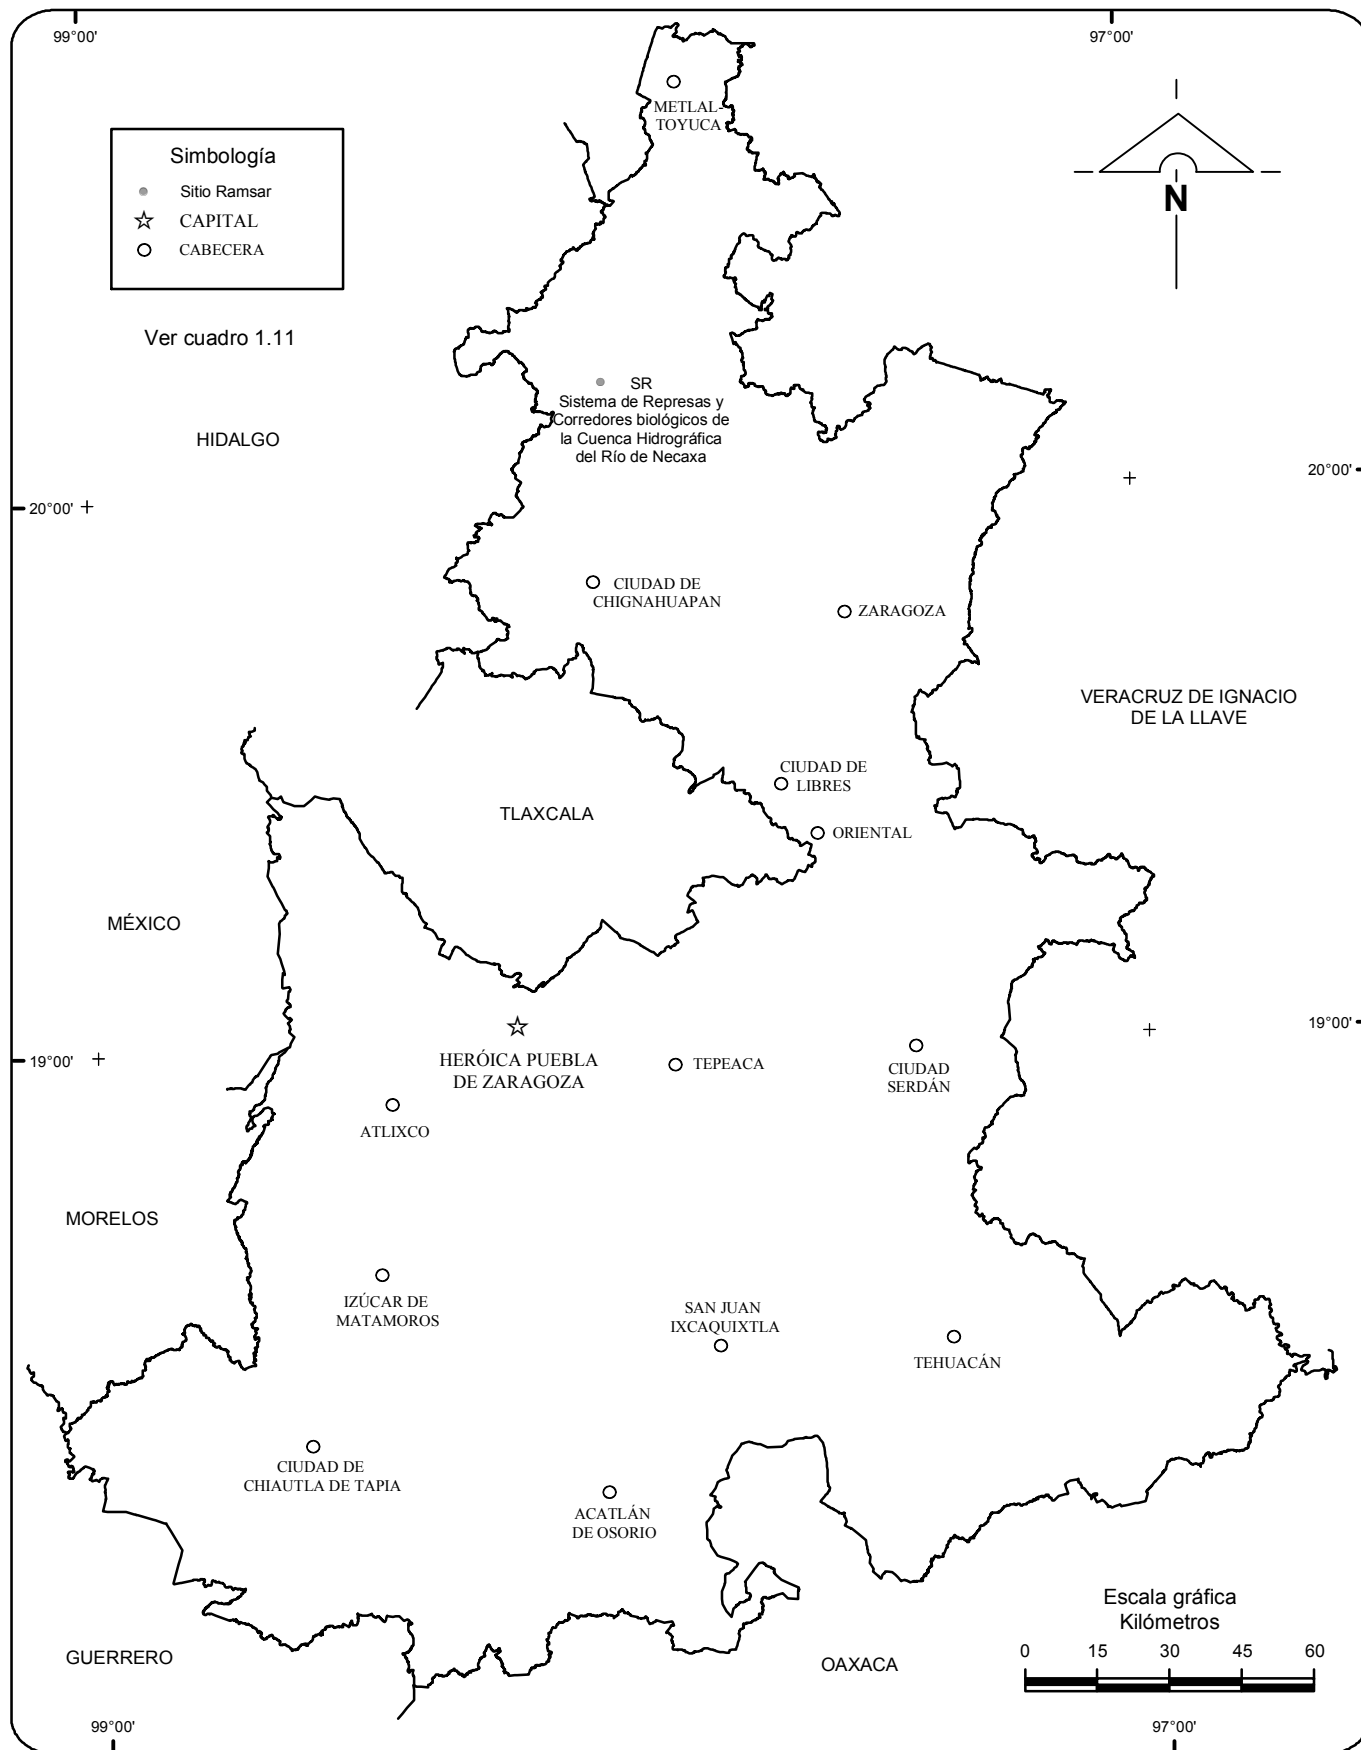 99°00'
97°00'
METLAL-
TOYUCA
Simbología
Sitio Ramsar
CAPITAL
CABECERA
N
Ver cuadro 1.11
SR
Sistema de Represas y
Corredores biológicos de
la Cuenca Hidrográfica
del Río de Necaxa
HIDALGO
20°00'
20°00'
CIUDAD DE
CHIGNAHUAPAN
ZARAGOZA
VERACRUZ DE IGNACIO
DE LA LLAVE
CIUDAD DE
LIBRES
TLAXCALA
ORIENTAL
MÉXICO
19°00'
19°00'
HERÓICA PUEBLA
DE ZARAGOZA
TEPEACA
CIUDAD
SERDÁN
ATLIXCO
MORELOS
IZÚCAR DE
MATAMOROS
SAN JUAN
IXCAQUIXTLA
TEHUACÁN
CIUDAD DE
CHIAUTLA DE TAPIA
ACATLÁN
DE OSORIO
Escala gráfica
Kilómetros
0 15 30 45 60
GUERRERO
OAXACA
99°00'
97°00'